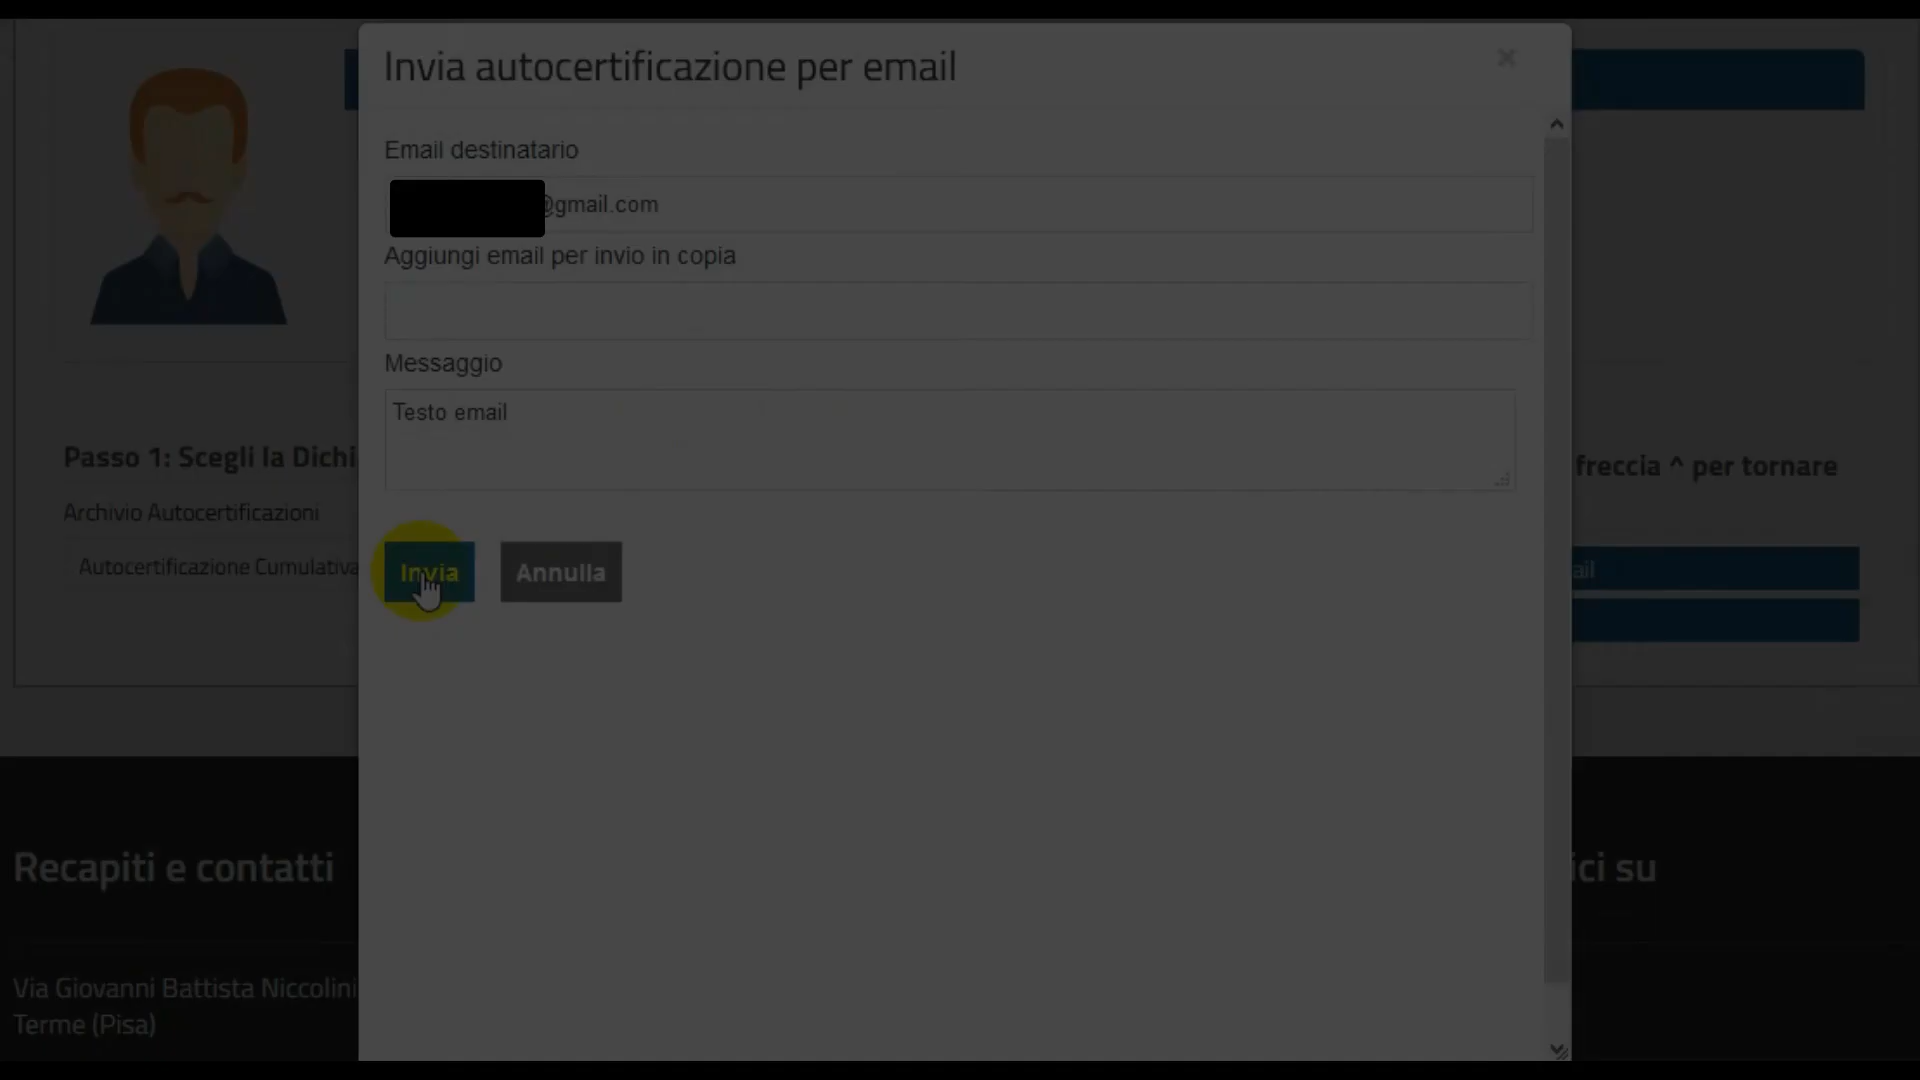 Invia autocertificazione per email
×
Email destinatario
@gmail.com
Aggiungi email per invio in copia
Messaggio
Testo email
Invia
Annulla
Passo 1: Scegli la Dichi
Archivio Autocertificazioni
Autocertificazione Cumulativa
freccia ^ per tornare
ail
Recapiti e contatti
ici su
Via Giovanni Battista Niccolini
Terme (Pisa)